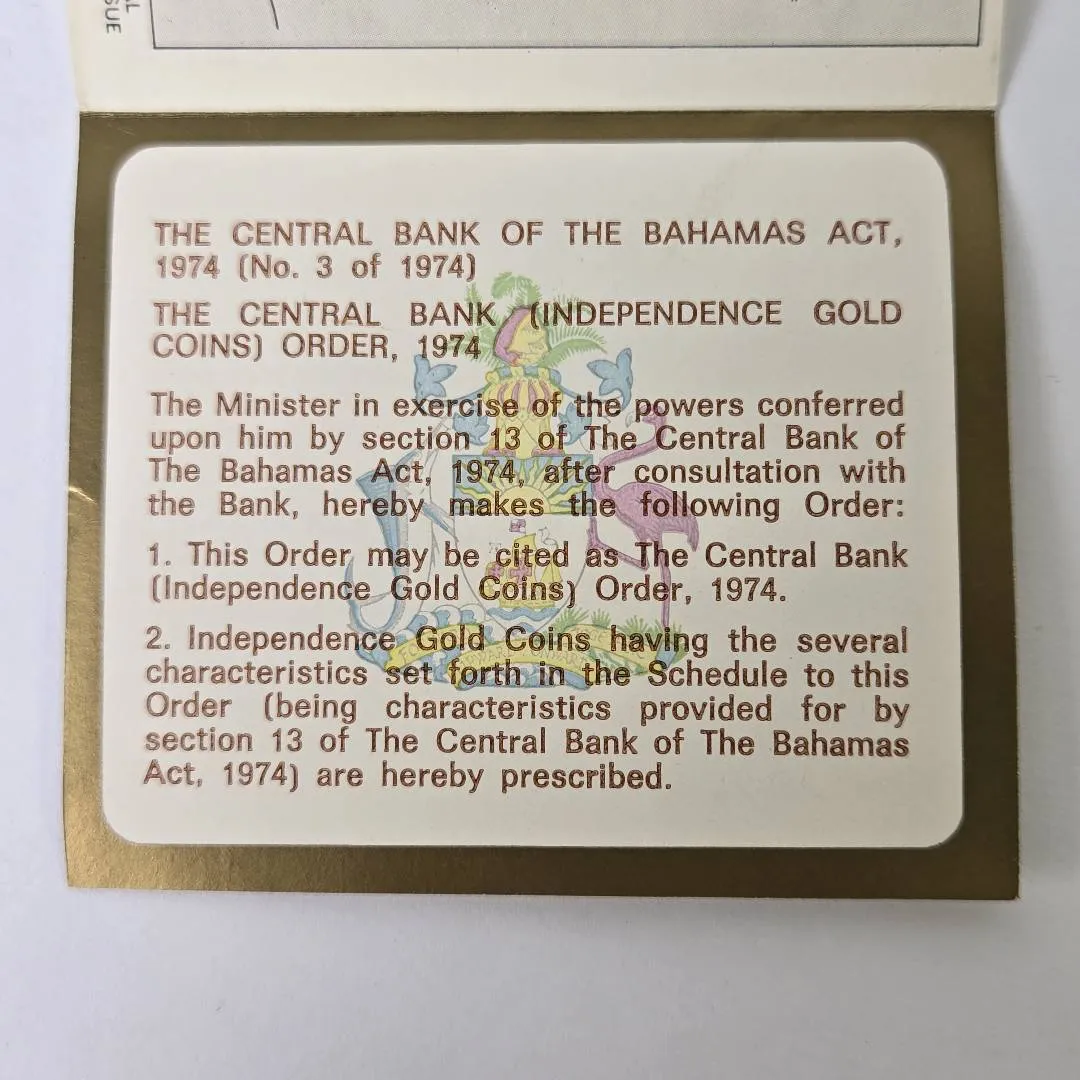 THE CENTRAL BANK OF THE BAHAMAS ACT,
1974 (No. 3 of 1974)
THE CENTRAL BANK (INDEPENDENCE GOLD
COINS) ORDER, 1974
The Minister in exercise of the powers conferred
upon him by section 13 of The Central Bank of
The Bahamas Act, 1974, after consultation with
the Bank, hereby makes the following Order:
1. This Order may be cited as The Central Bank
(Independence Gold Coins) Order, 1974.
2. Independence Gold Coins having the several
characteristics set forth in the Schedule to this
Order (being characteristics provided for by
section 13 of The Central Bank of The Bahamas
Act, 1974) are hereby prescribed.